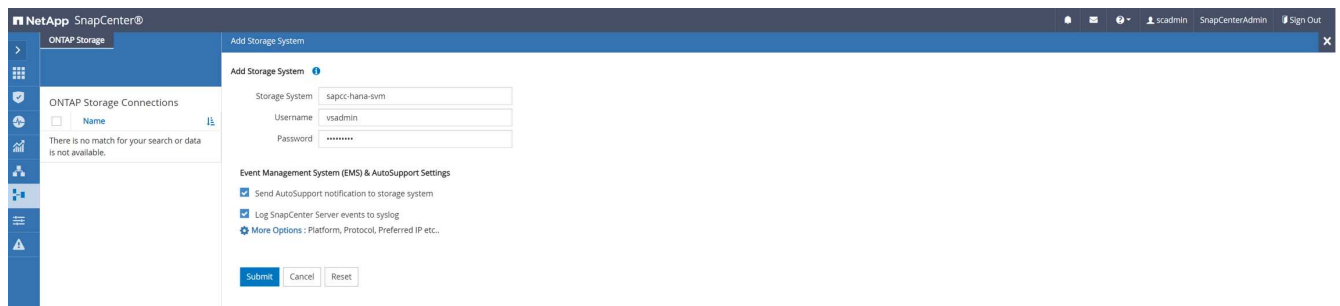 NetApp SnapCenter®
scadmin SnapCenterAdmin Sign Out
ONTAP Storage
Add Storage System
ONTAP Storage Connections
Name
There is no match for your search or data
is not available.
Add Storage System
Storage System sapcc-hana-svm
Username vsadmin
Password •••••••••
Event Management System (EMS) & AutoSupport Settings
Send AutoSupport notification to storage system
Log SnapCenter Server events to syslog
More Options : Platform, Protocol, Preferred IP etc..
Submit Cancel Reset